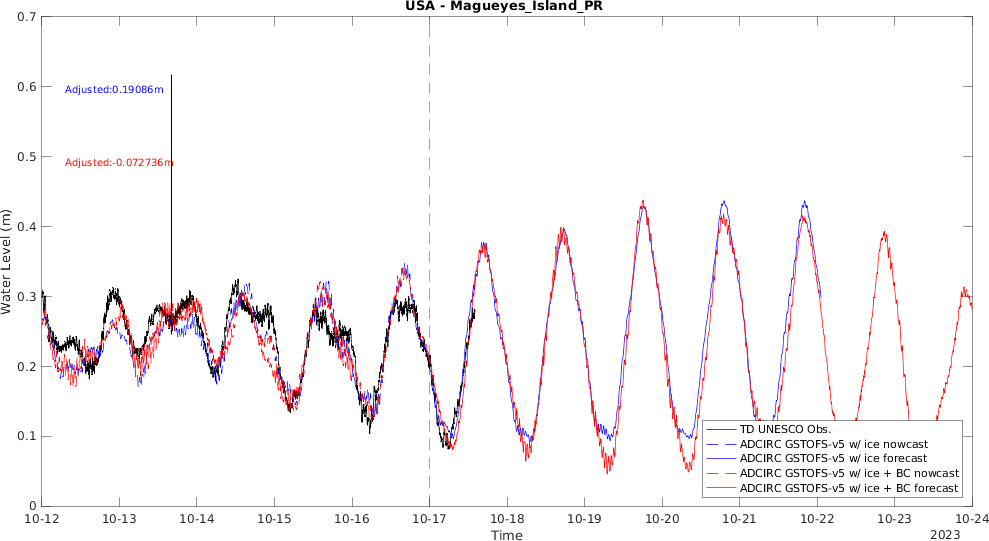 USA - Magueyes_Island_PR
0.7
0.6
0.5
0.4
0.3
0.2
0.1
0
Water Level (m)
Adjusted:0.19086m
Adjusted:-0.072736m
TD UNESCO Obs.
ADCIRC GSTOFS-v5 w/ ice nowcast
ADCIRC GSTOFS-v5 w/ ice forecast
ADCIRC GSTOFS-v5 w/ ice + BC nowcast
ADCIRC GSTOFS-v5 w/ ice + BC forecast
10-12 10-13 10-14 10-15 10-16 10-17 10-18 10-19 10-20 10-21 10-22 10-23 10-24
Time
2023